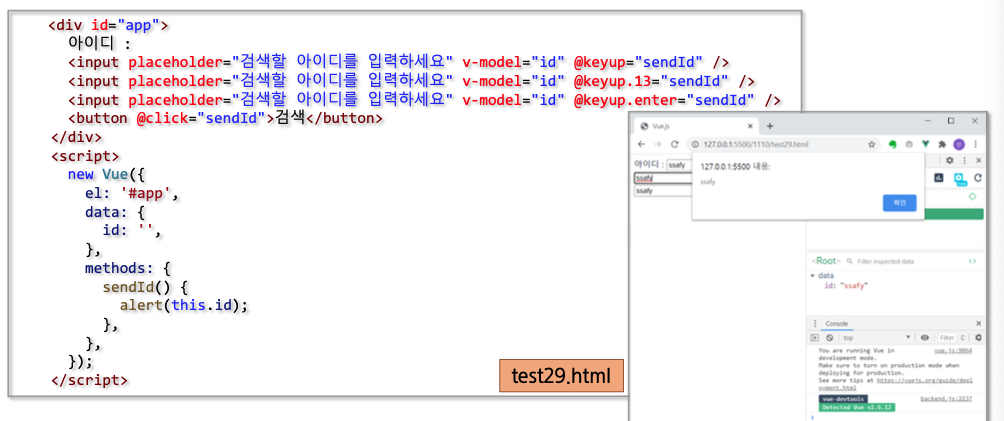 <div id="app">
아이디 :
<input placeholder="검색할 아이디를 입력하세요" v-model="id" @keyup="sendId" />
<input placeholder="검색할 아이디를 입력하세요" v-model="id" @keyup.13="sendId" />
<input placeholder="검색할 아이디를 입력하세요" v-model="id" @keyup.enter="sendId" />
<button @click="sendId">검색</button>
</div>
<script>
new Vue({
el: '#app',
data: {
id: '',
},
methods: {
sendId() {
alert(this.id);
},
},
});
</script>
test29.html
Vue.js
127.0.0.1:5500/1110/test29.html
아이디 : ssafy
ssafy
ssafy
127.0.0.1:5500 내용:
ssafy
확인
<Root>
Filter inspected data
data
id: "ssafy"
Console
top
Filter
You are running Vue in
vue.js:9064
development mode.
Make sure to turn on production mode when
deploying for production.
See more tips at https://vuejs.org/guide/deployment.html
vue-devtools
backend.js:2237
Detected Vue v2.6.12